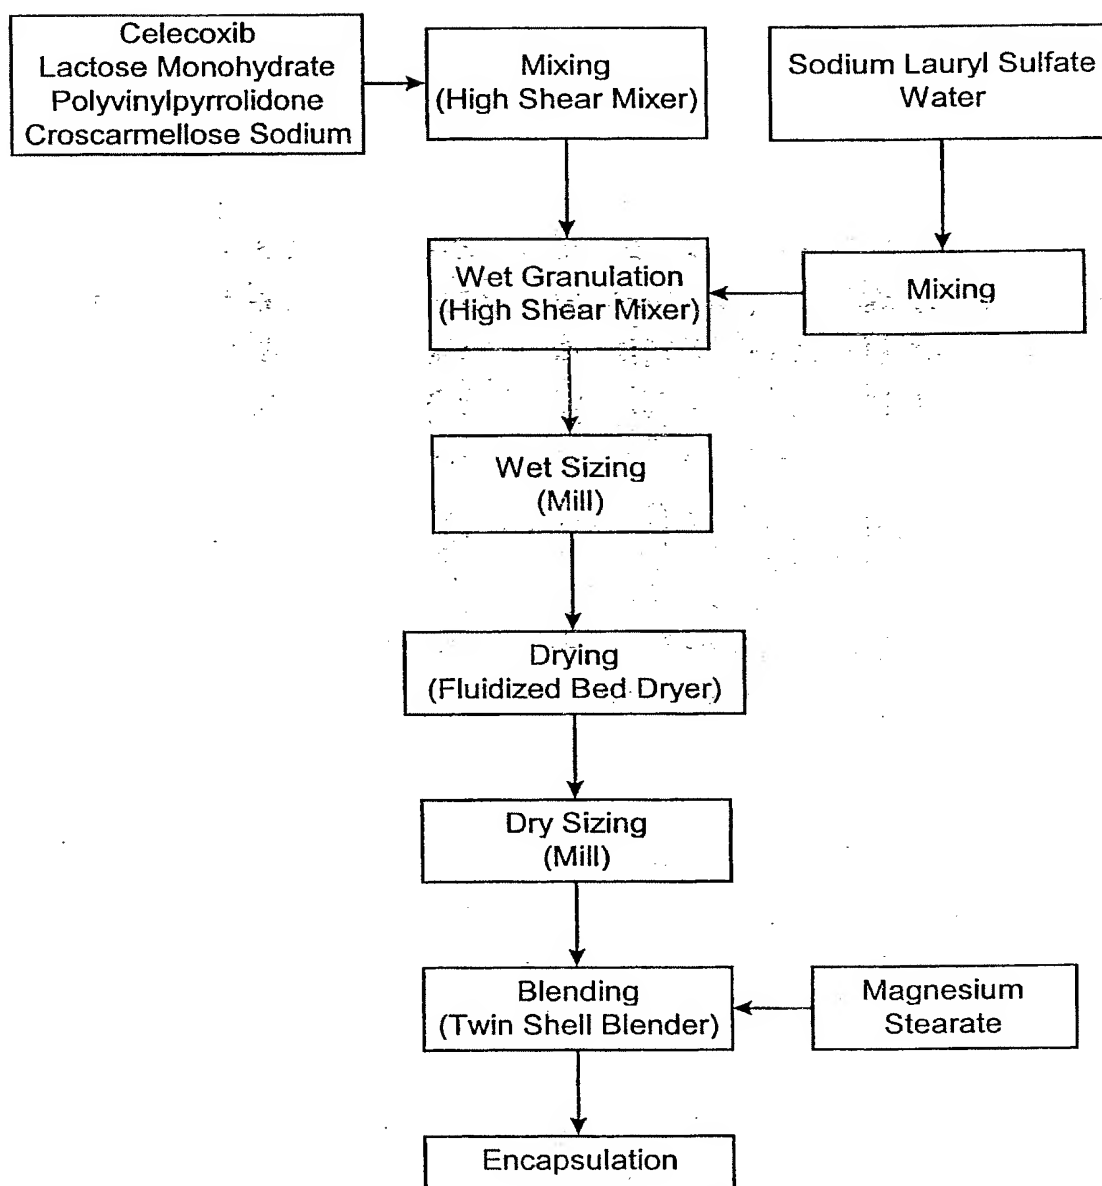 Celecoxib
Lactose Monohydrate
Polyvinylpyrrolidone
Croscarmellose Sodium
Mixing
(High Shear Mixer)
Sodium Lauryl Sulfate
Water
Wet Granulation
(High Shear Mixer)
Mixing
Wet Sizing
(Mill)
Drying
(Fluidized Bed Dryer)
Dry Sizing
(Mill)
Blending
(Twin Shell Blender)
Magnesium
Stearate
Encapsulation